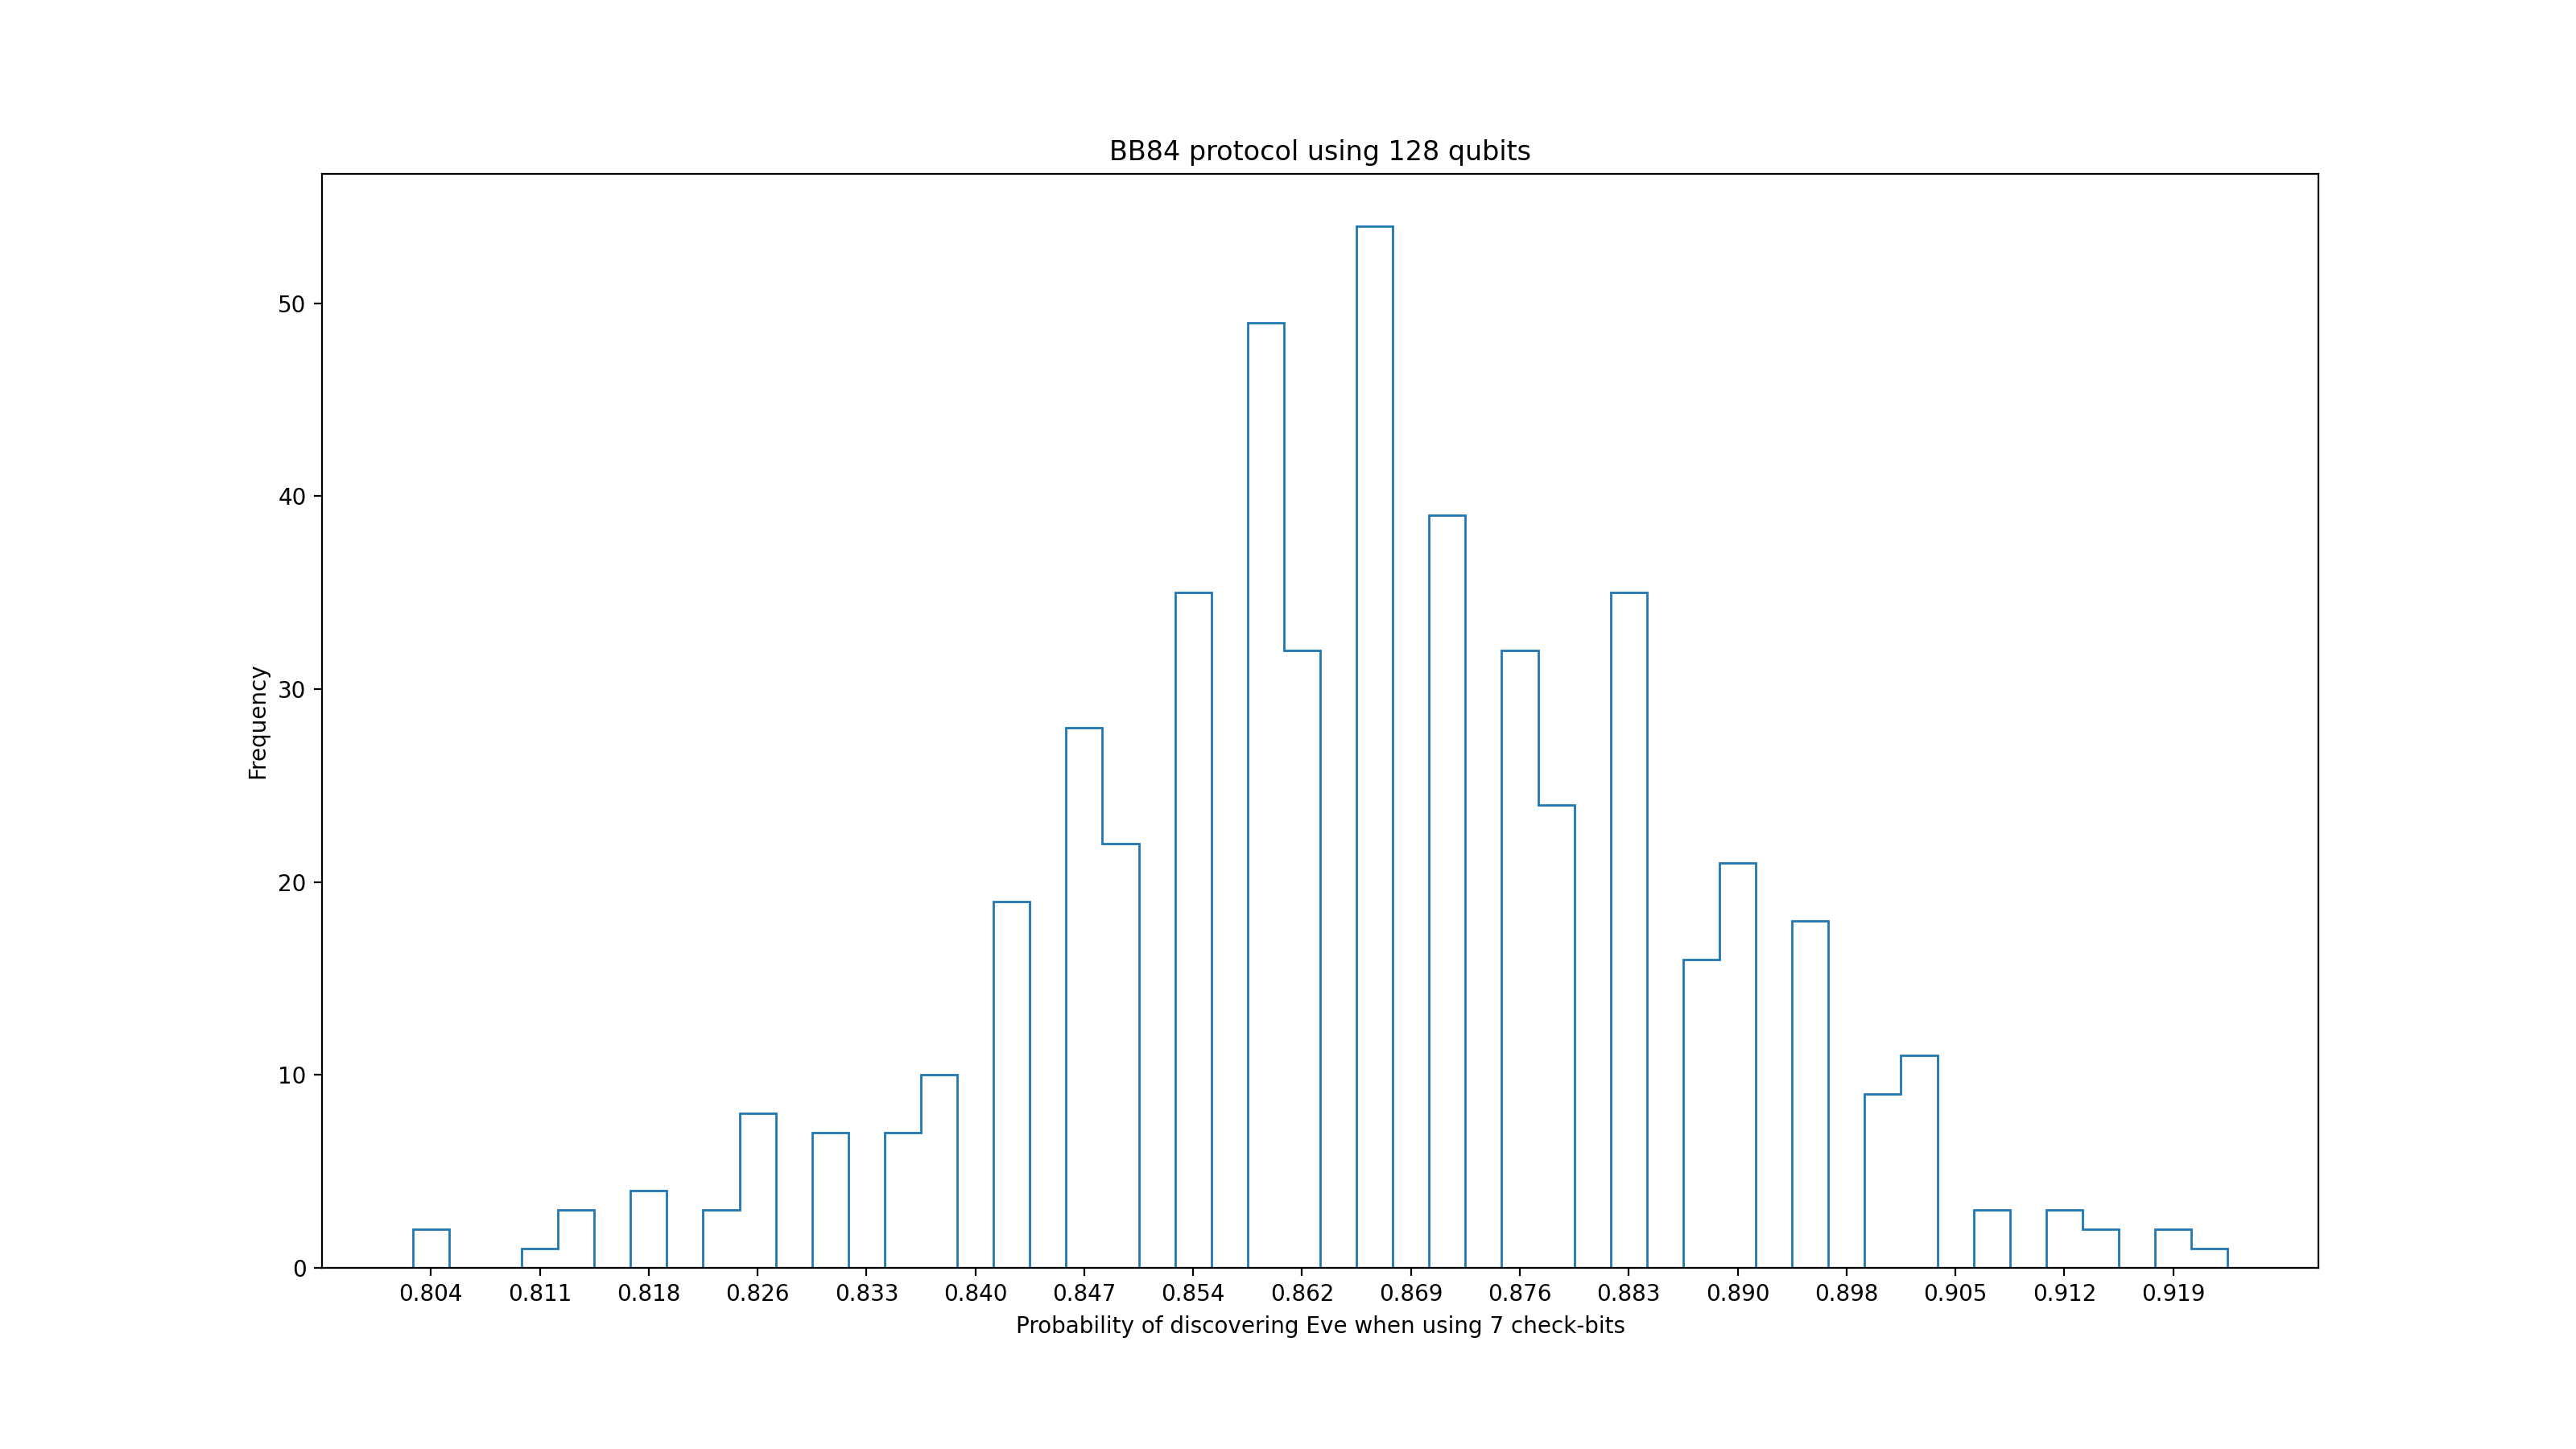 BB84 protocol using 128 qubits
Frequency
50
40
30
20
10
0
0.804 0.811 0.818 0.826 0.833 0.840 0.847 0.854 0.862 0.869 0.876 0.883 0.890 0.898 0.905 0.912 0.919
Probability of discovering Eve when using 7 check-bits